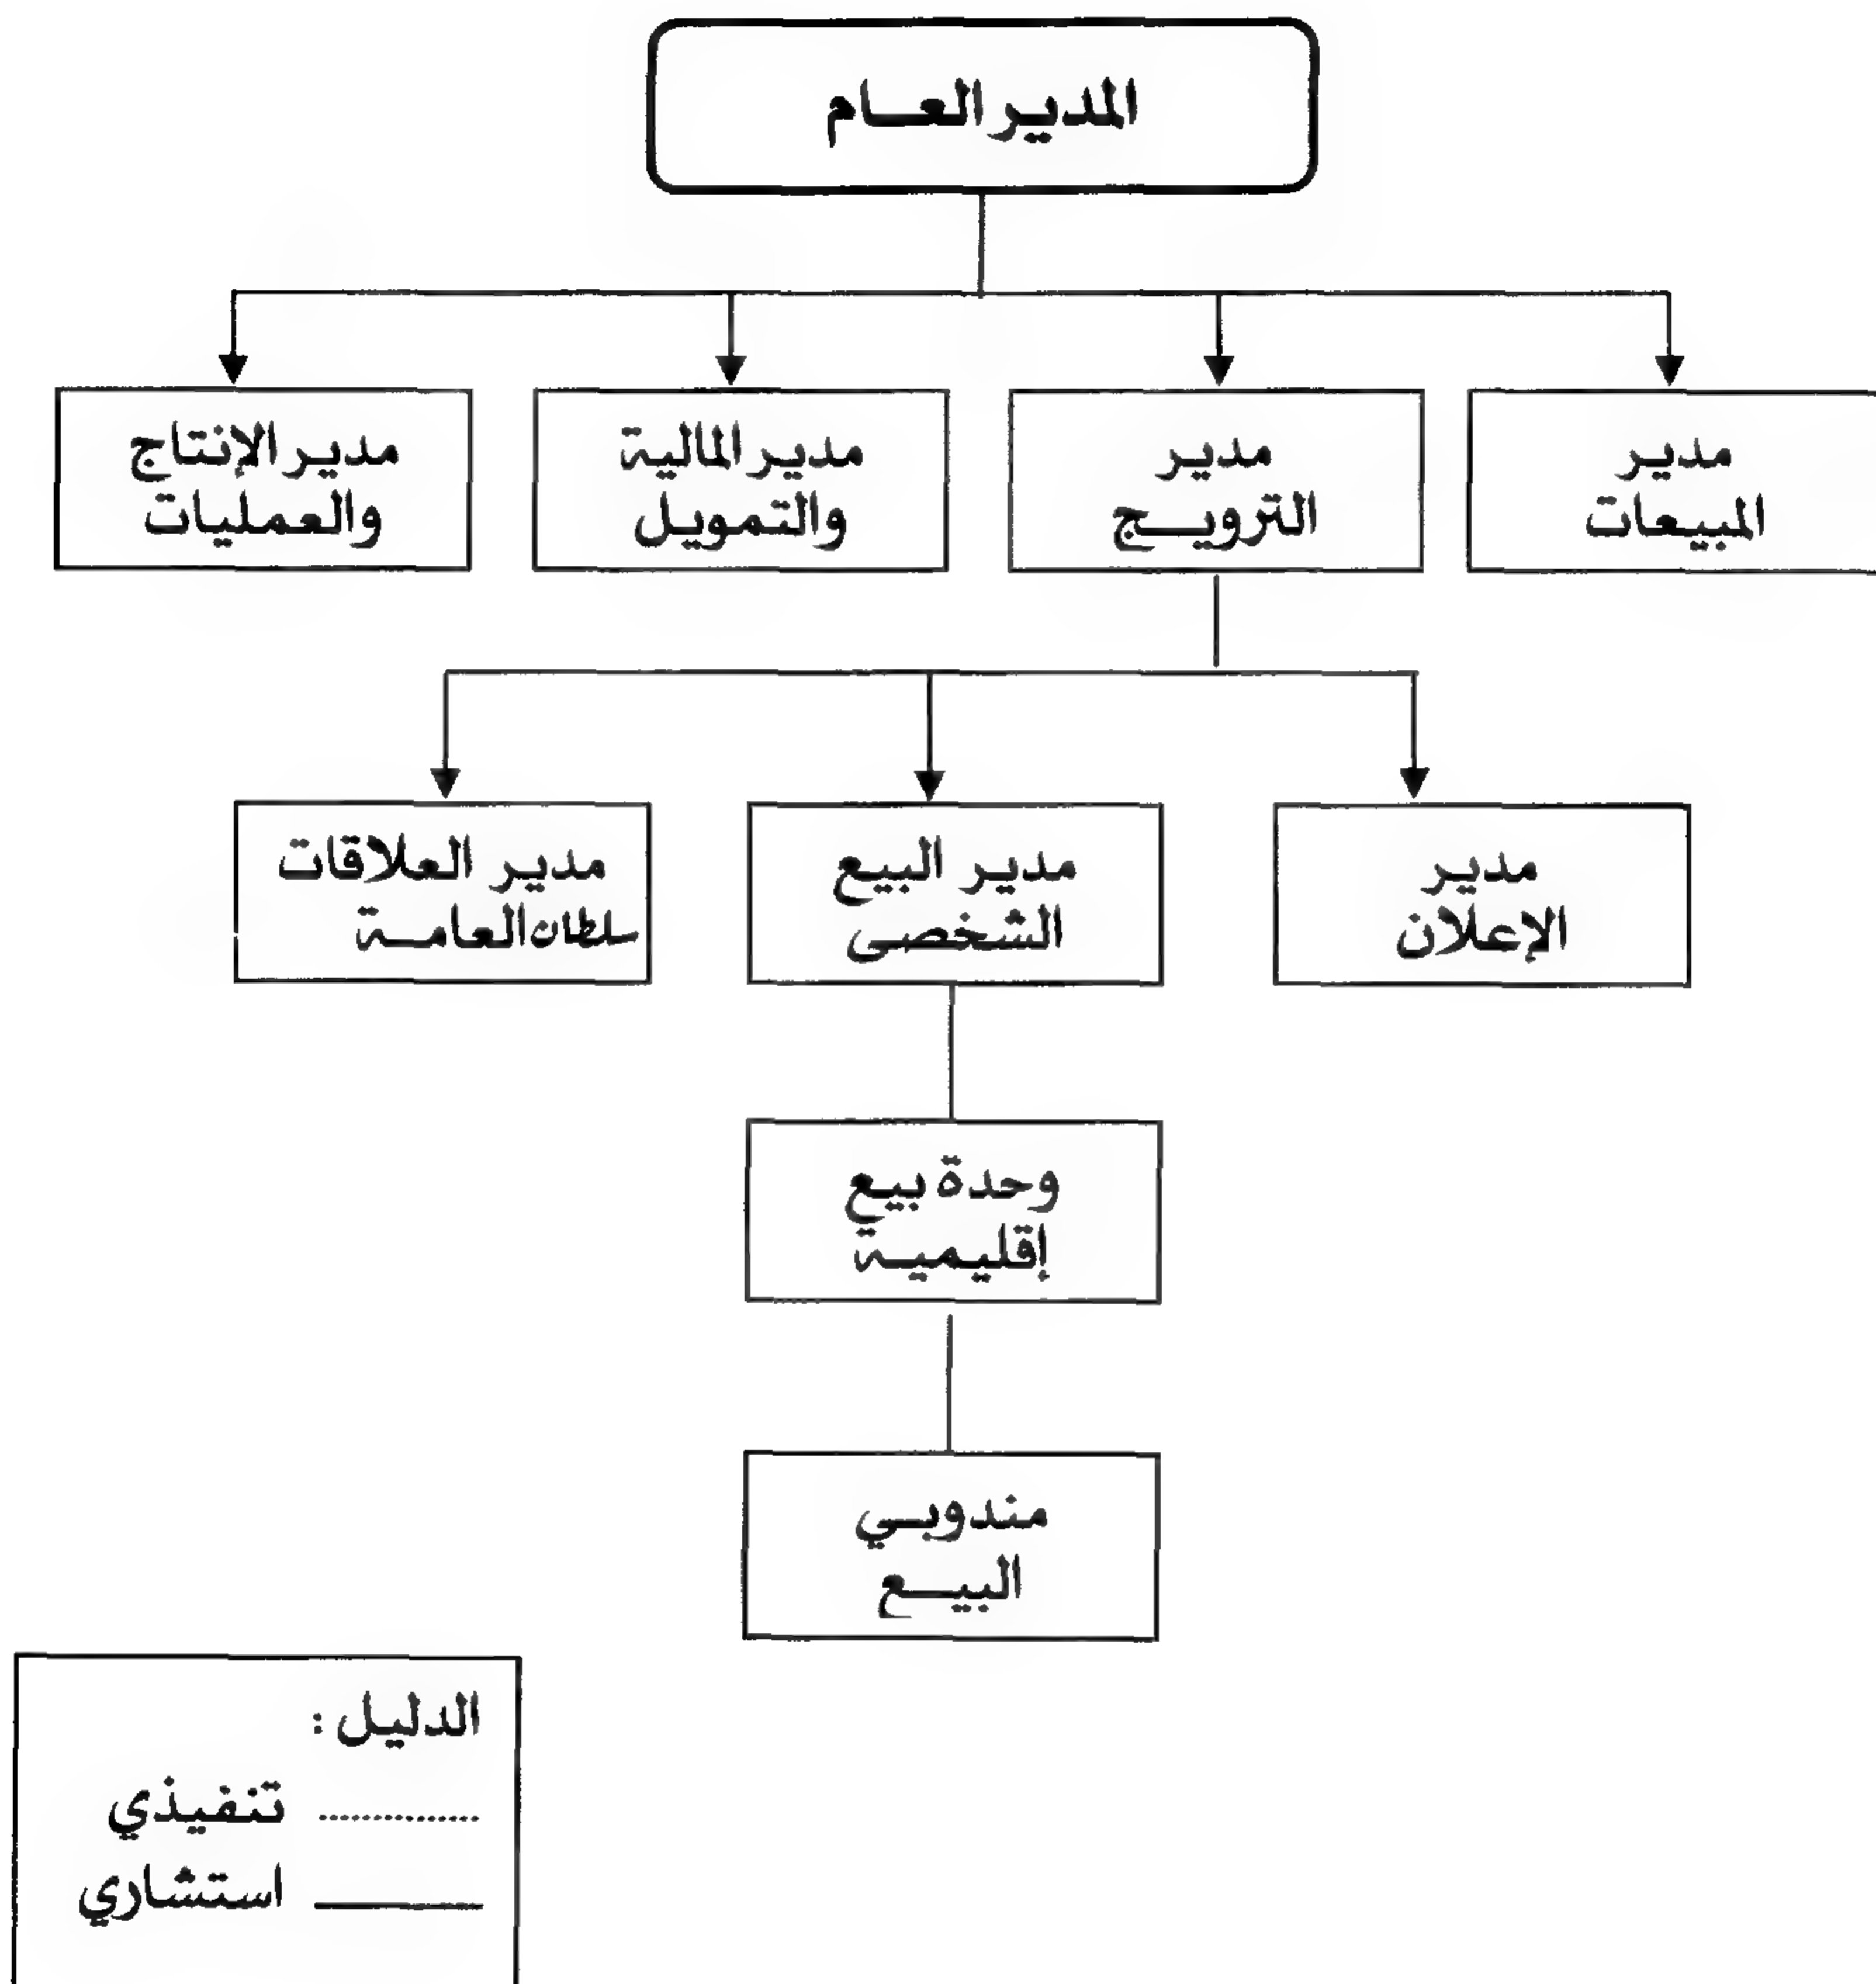 المدير العام
مدير
المبيعات
مدير
الترويج
مدير المالية
والتمويل
مدير الإنتاج
والعمليات
مدير
الإعلان
مدير البيع
الشخصى
مدير العلاقات
سلطان العامة
وحدة بيع
إقليمية
مندوبي
البيع
الدليل :
تنفيذي
استشاري